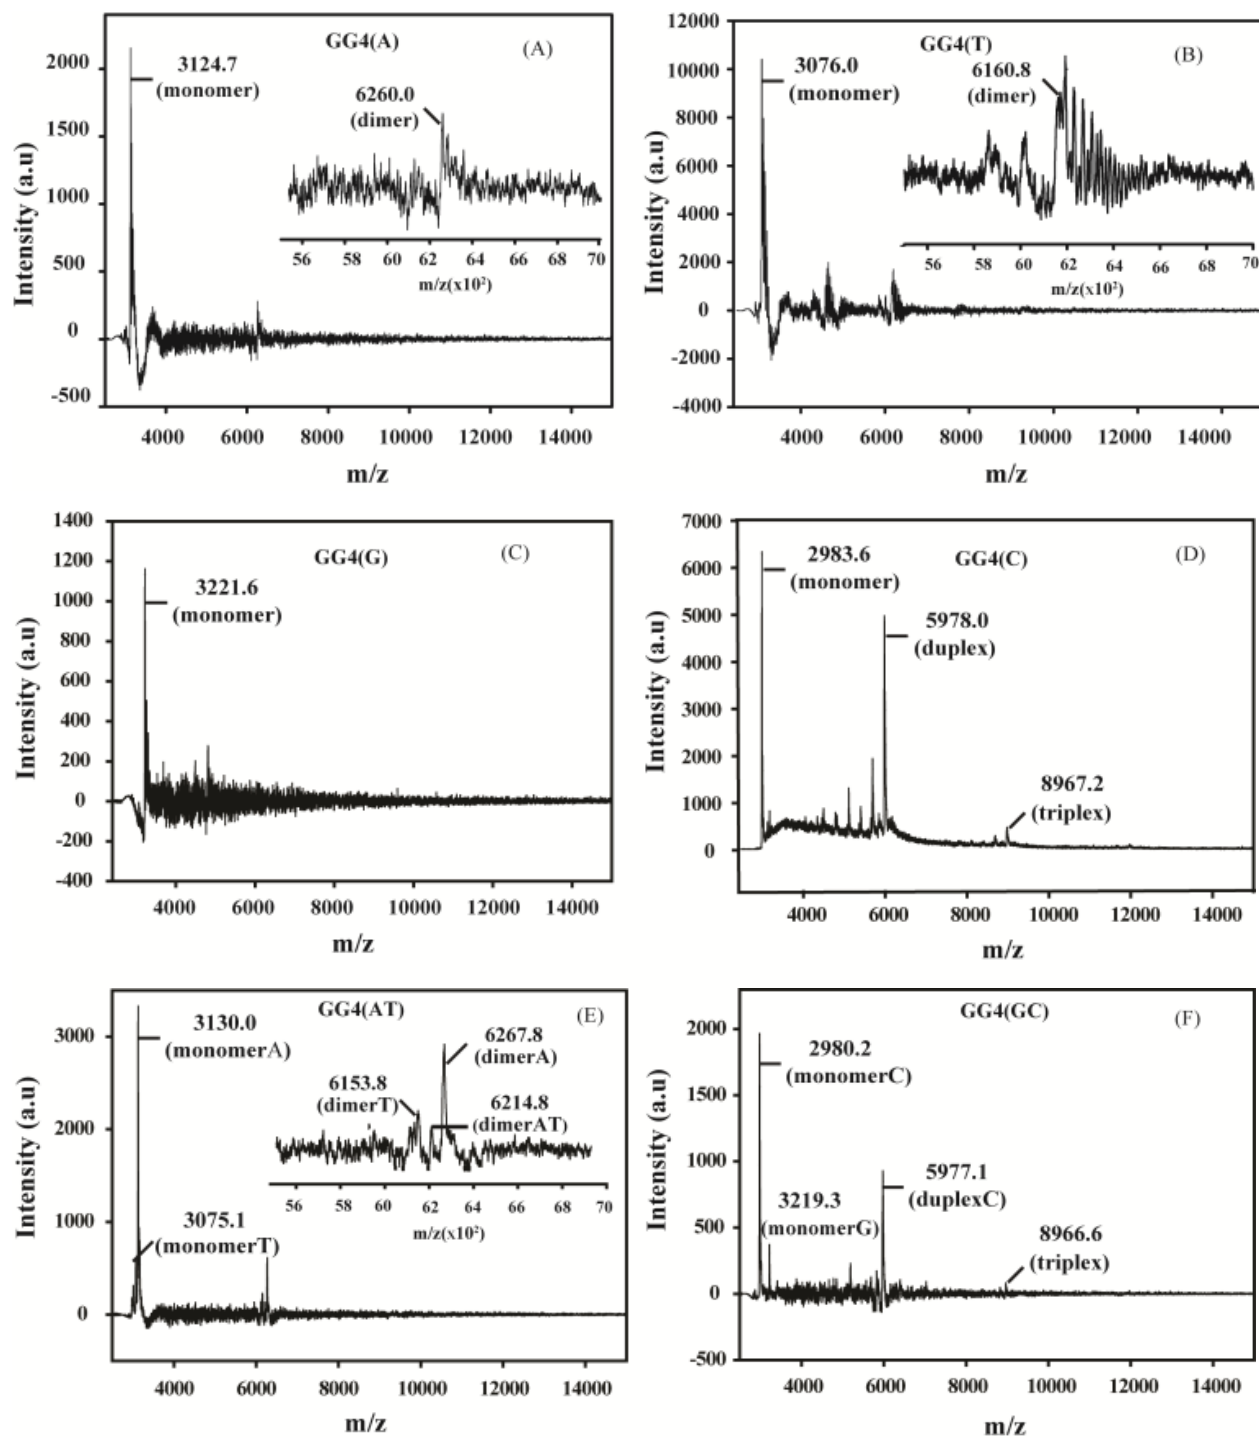 GG4(A)
(A)
3124.7
(monomer)
6260.0
(dimer)
56 58 60 62 64 66 68 70
m/z(x10²)
2000
1500
1000
500
0
-500
Intensity (a.u)
4000 6000 8000 10000 12000 14000
m/z
GG4(T)
(B)
3076.0
(monomer)
6160.8
(dimer)
56 58 60 62 64 66 68 70
m/z(x10²)
12000
10000
8000
6000
4000
2000
0
-2000
-4000
Intensity (a.u)
4000 6000 8000 10000 12000 14000
m/z
GG4(G)
(C)
3221.6
(monomer)
1400
1200
1000
800
600
400
200
0
-200
-400
Intensity (a.u)
4000 6000 8000 10000 12000 14000
m/z
GG4(C)
(D)
2983.6
(monomer)
5978.0
(duplex)
8967.2
(triplex)
7000
6000
5000
4000
3000
2000
1000
0
Intensity (a.u)
4000 6000 8000 10000 12000 14000
m/z
GG4(AT)
(E)
3130.0
(monomerA)
3075.1
(monomerT)
6267.8
(dimerA)
6153.8
(dimerT)
6214.8
(dimerAT)
56 58 60 62 64 66 68 70
m/z(x10²)
3000
2000
1000
0
Intensity (a.u)
4000 6000 8000 10000 12000 14000
m/z
GG4(GC)
(F)
2980.2
(monomerC)
3219.3
(monomerG)
5977.1
(duplexC)
8966.6
(triplex)
2000
1500
1000
500
0
-500
Intensity (a.u)
4000 6000 8000 10000 12000 14000
m/z